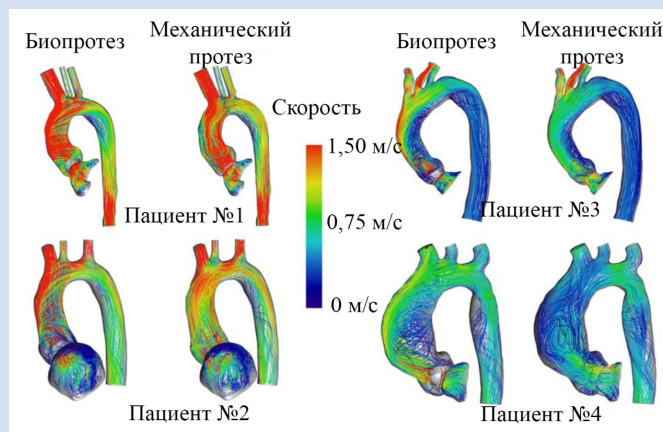 Биопротез
Механический
протез
Биопротез
Механический
протез
Скорость
1,50 м/с
0,75 м/с
0 м/с
Пациент №1
Пациент №3
Пациент №2
Пациент №4